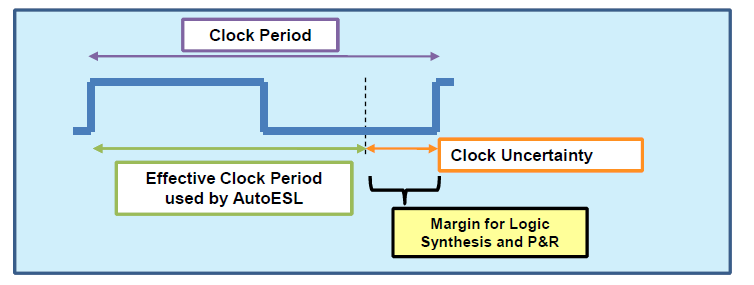 Clock Period
Clock Uncertainty
Effective Clock Period
used by AutoESL
Margin for Logic
Synthesis and P&R